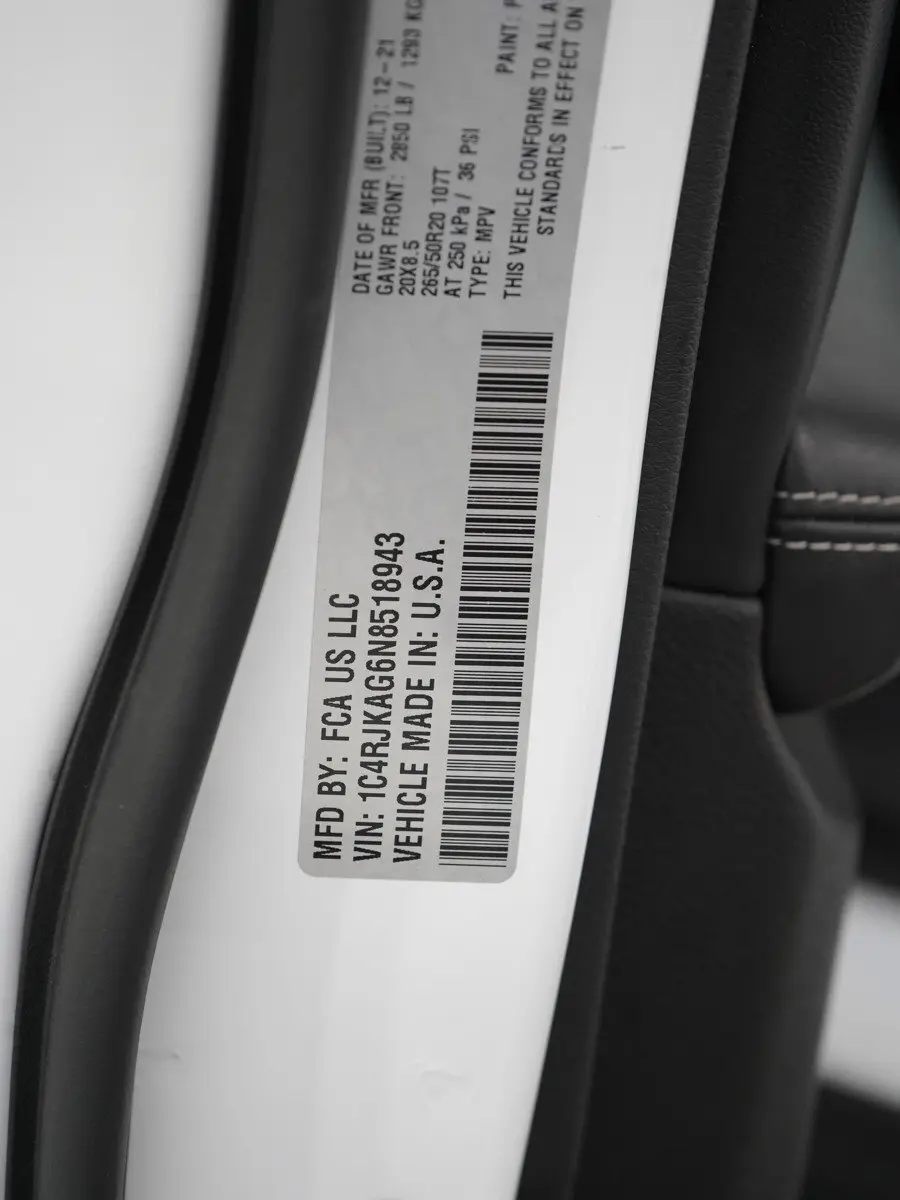 MFD BY: FCA US LLC
VIN: 1C4RJKAG6N8518943
VEHICLE MADE IN: U.S.A.
DATE OF MFR (BUILT): 12-21
GAWR FRONT: 2850 LB / 1293 KG
20X8.5
265/50R20 107T
AT 250 kPa / 36 PSI
TYPE: MPV
PAINT:
THIS VEHICLE CONFORMS TO ALL
STANDARDS IN EFFECT ON